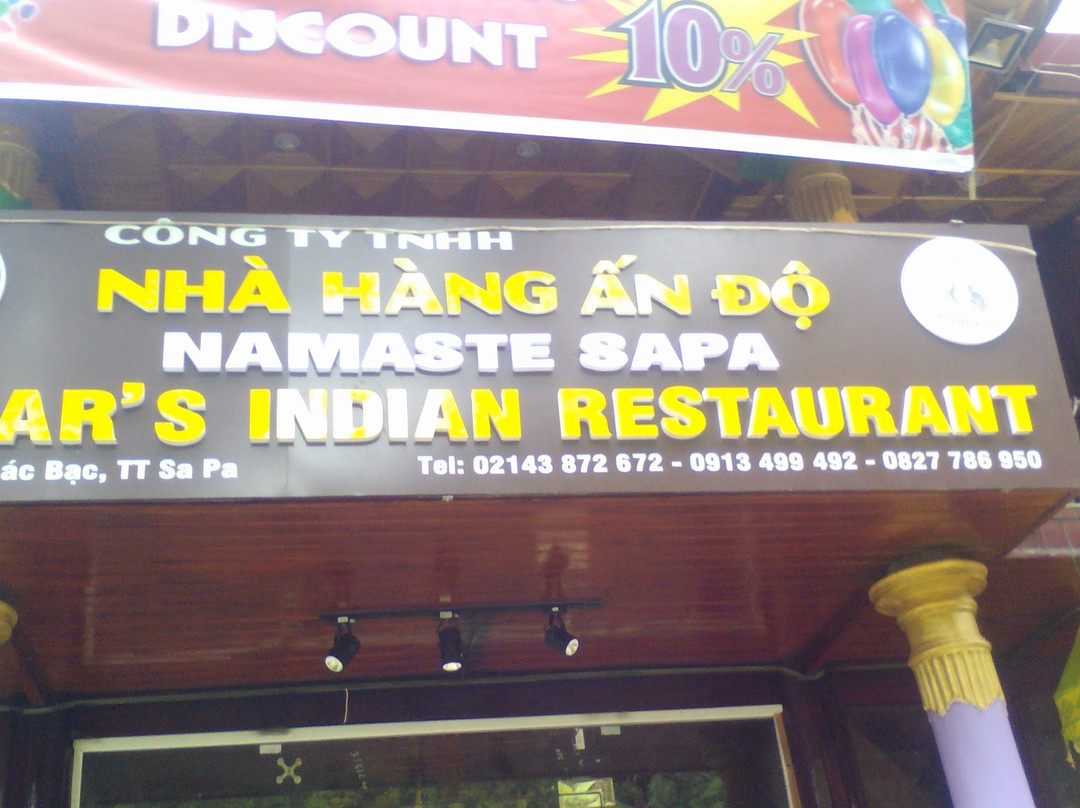 DISCOUNT 10%
CÔNG TY TNHH
NHÀ HÀNG ẤN ĐỘ
NAMASTE SAPA
AR'S INDIAN RESTAURANT
ác Bạc, TT Sa Pa Tel: 02143 872 672 - 0913 499 492 - 0827 786 950